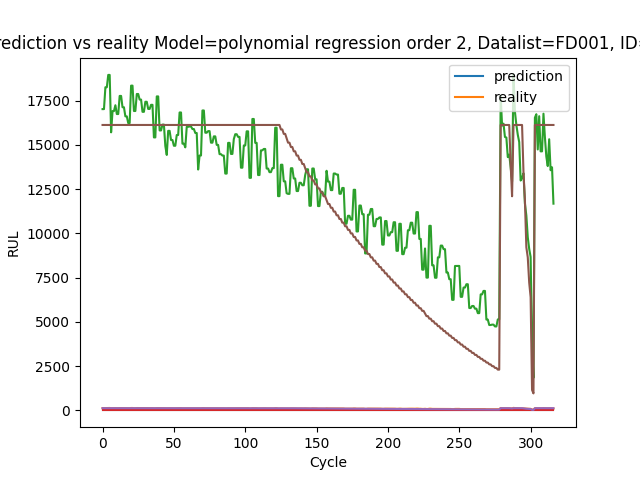 rediction vs reality Model=polynomial regression order 2, Datalist=FD001, ID=
prediction
reality
17500
15000
12500
10000
7500
5000
2500
0
RUL
0 50 100 150 200 250 300
Cycle